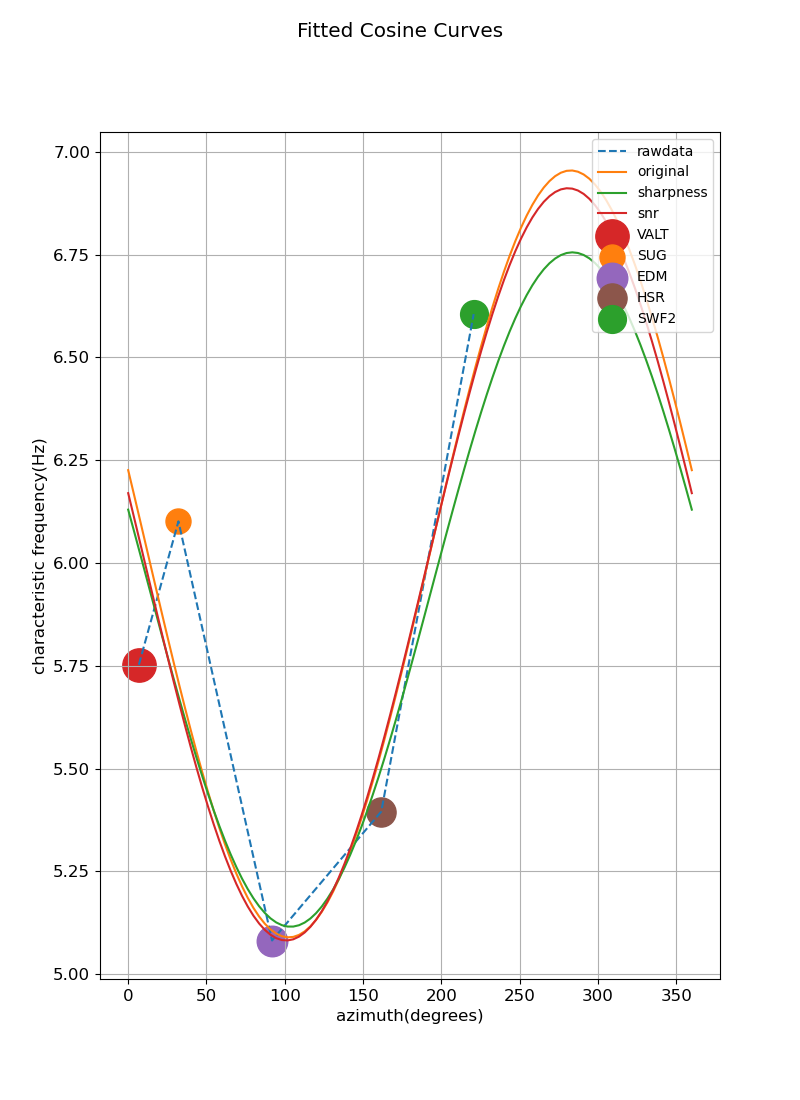 Fitted Cosine Curves
7.00
6.75
6.50
6.25
6.00
5.75
5.50
5.25
5.00
characteristic frequency(Hz)
rawdata
original
sharpness
snr
VALT
SUG
EDM
HSR
SWF2
0 50 100 150 200 250 300 350
azimuth(degrees)